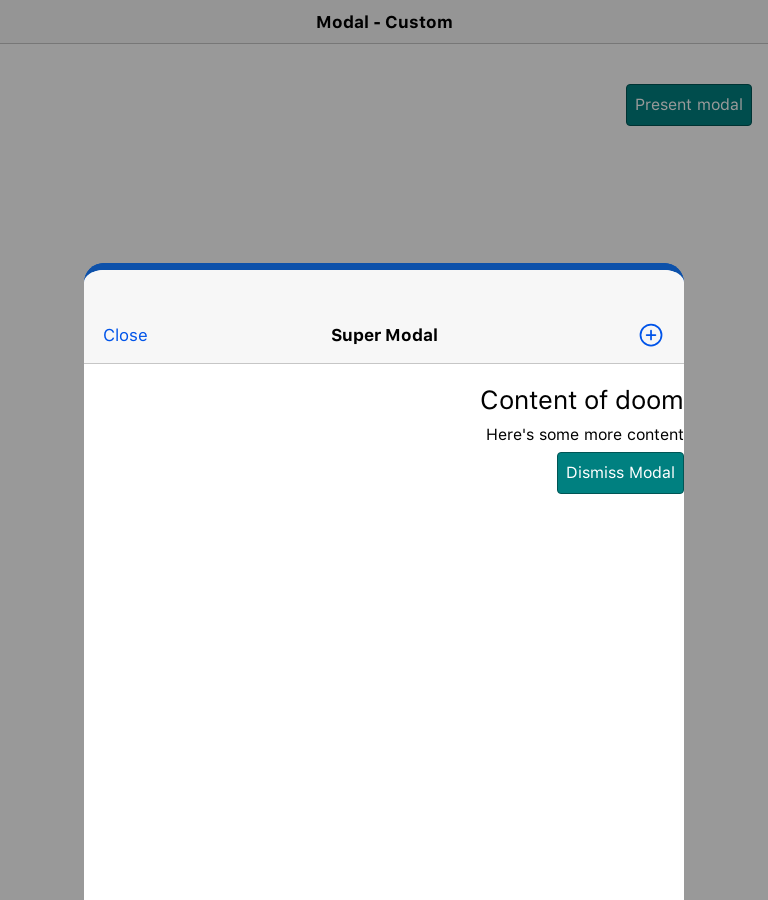 Modal - Custom
Present modal
Close
Super Modal
Content of doom
Here's some more content
Dismiss Modal